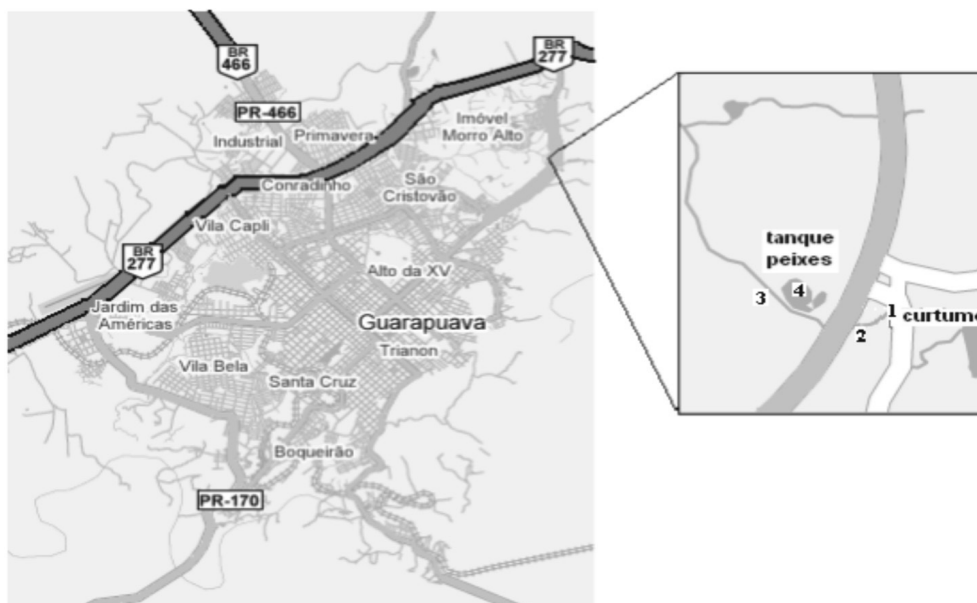 BR
466
BR
277
PR-466
Imóvel
Morro Alto
Primavera
Industrial
São
Cristovão
Conradinho
Vila Capli
BR
277
Alto da XV
Jardim das
Américas
Guarapuava
Trianon
Vila Bela
Santa Cruz
Boqueirão
PR-170
tanque
peixes
3
4
1
curtume
2